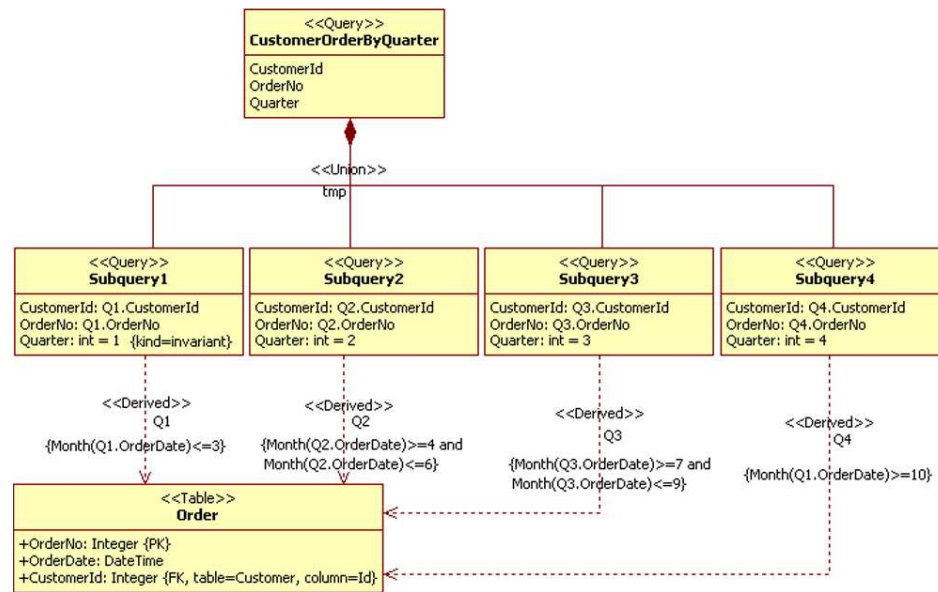 <<Query>>
CustomerOrderByQuarter
CustomerId
OrderNo
Quarter
<<Union>>
tmp
<<Query>>
Subquery1
CustomerId: Q1.CustomerId
OrderNo: Q1.OrderNo
Quarter: int = 1 {kind=invariant}
<<Query>>
Subquery2
CustomerId: Q2.CustomerId
OrderNo: Q2.OrderNo
Quarter: int = 2
<<Query>>
Subquery3
CustomerId: Q3.CustomerId
OrderNo: Q3.OrderNo
Quarter: int = 3
<<Query>>
Subquery4
CustomerId: Q4.CustomerId
OrderNo: Q4.OrderNo
Quarter: int = 4
<<Derived>>
Q1
{Month(Q1.OrderDate)<=3}
<<Derived>>
Q2
{Month(Q2.OrderDate)>=4 and
Month(Q2.OrderDate)<=6}
<<Derived>>
Q3
{Month(Q3.OrderDate)>=7 and
Month(Q3.OrderDate)<=9}
<<Derived>>
Q4
{Month(Q1.OrderDate)>=10}
<<Table>>
Order
+OrderNo: Integer {PK}
+OrderDate: DateTime
+CustomerId: Integer {FK, table=Customer, column=Id}